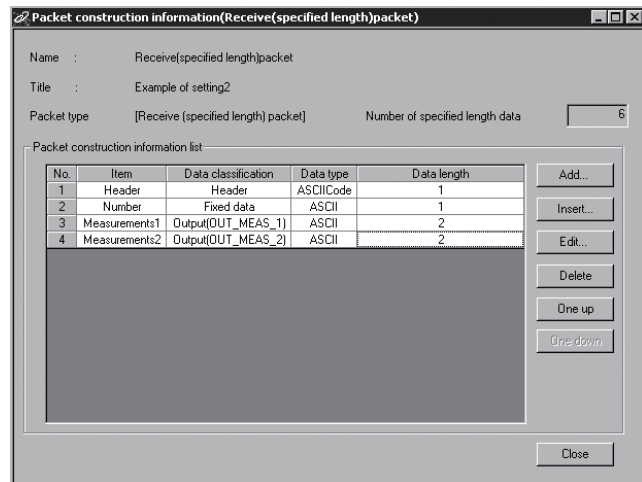 Packet construction information(Receive(specified length)packet)
Name : Receive(specified length)packet
Title : Example of setting2
Packet type [Receive (specified length) packet] Number of specified length data 6
Packet construction information list
No. Item Data classification Data type Data length
1 Header Header ASCIICode 1
2 Number Fixed data ASCII 1
3 Measurements1 Output(OUT_MEAS_1) ASCII 2
4 Measurements2 Output(OUT_MEAS_2) ASCII 2
Add...
Insert...
Edit...
Delete
One up
One down
Close